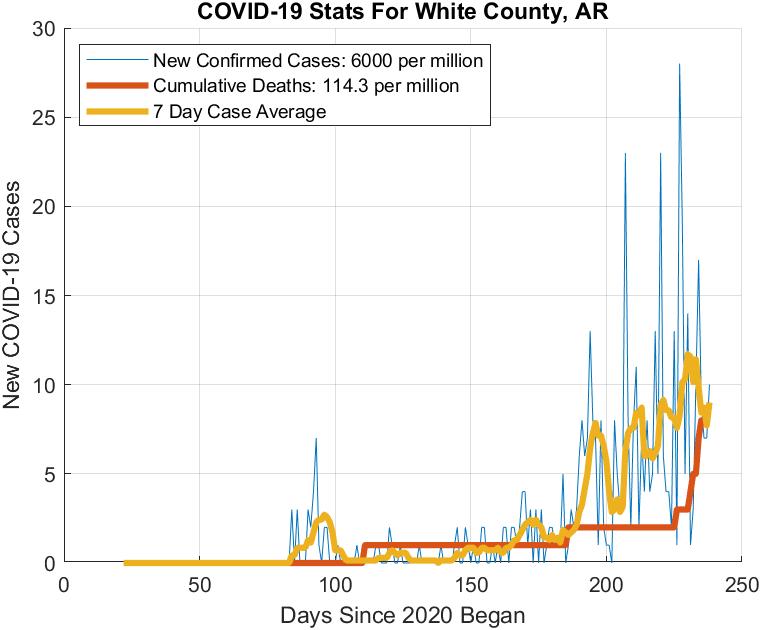 COVID-19 Stats For White County, AR
New Confirmed Cases: 6000 per million
Cumulative Deaths: 114.3 per million
7 Day Case Average
New COVID-19 Cases
30
25
20
15
10
5
0
0 50 100 150 200 250
Days Since 2020 Began